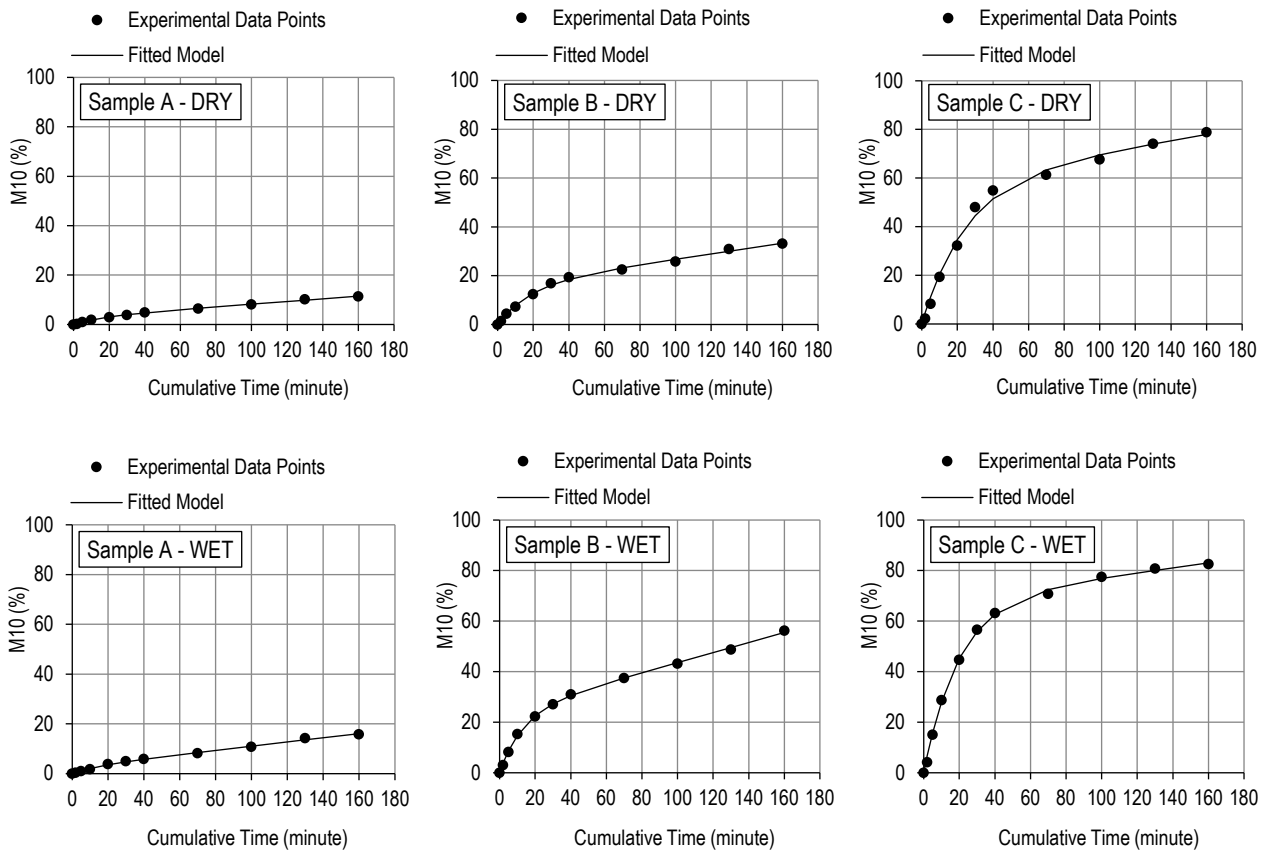 Experimental Data Points
Fitted Model
100
80
60
40
20
0
M10 (%)
Sample A - DRY
0 20 40 60 80 100 120 140 160 180
Cumulative Time (minute)
Experimental Data Points
Fitted Model
100
80
60
40
20
0
M10 (%)
Sample B - DRY
0 20 40 60 80 100 120 140 160 180
Cumulative Time (minute)
Experimental Data Points
Fitted Model
100
80
60
40
20
0
M10 (%)
Sample C - DRY
0 20 40 60 80 100 120 140 160 180
Cumulative Time (minute)
Experimental Data Points
Fitted Model
100
80
60
40
20
0
M10 (%)
Sample A - WET
0 20 40 60 80 100 120 140 160 180
Cumulative Time (minute)
Experimental Data Points
Fitted Model
100
80
60
40
20
0
M10 (%)
Sample B - WET
0 20 40 60 80 100 120 140 160 180
Cumulative Time (minute)
Experimental Data Points
Fitted Model
100
80
60
40
20
0
M10 (%)
Sample C - WET
0 20 40 60 80 100 120 140 160 180
Cumulative Time (minute)